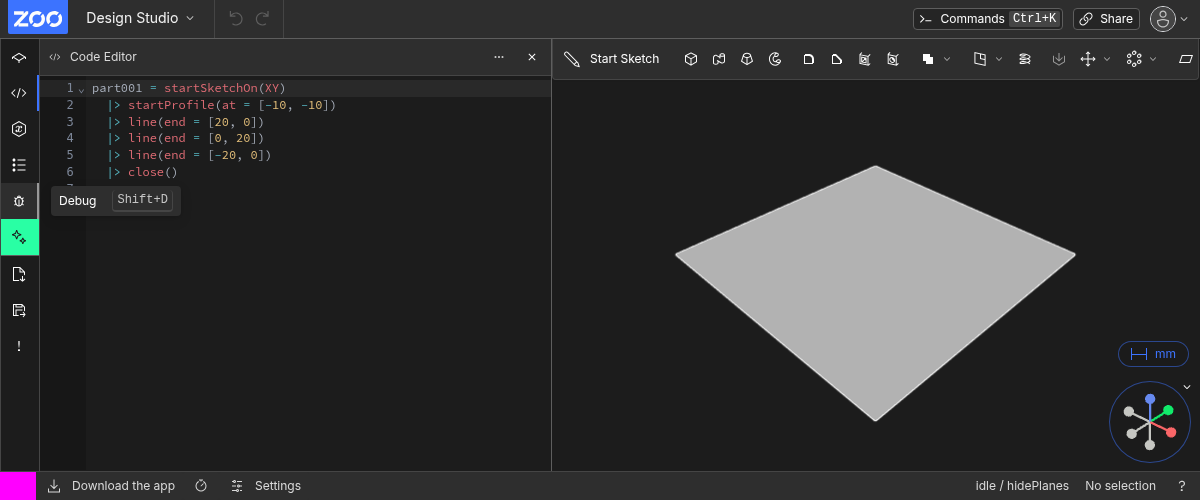 ZOO Design Studio Commands Ctrl+K Share
Code Editor Start Sketch
1 part001 = startSketchOn(XY)
2 |> startProfile(at = [-10, -10])
3 |> line(end = [20, 0])
4 |> line(end = [0, 20])
5 |> line(end = [-20, 0])
6 |> close()
Debug Shift+D
mm
Download the app Settings idle / hidePlanes No selection ?